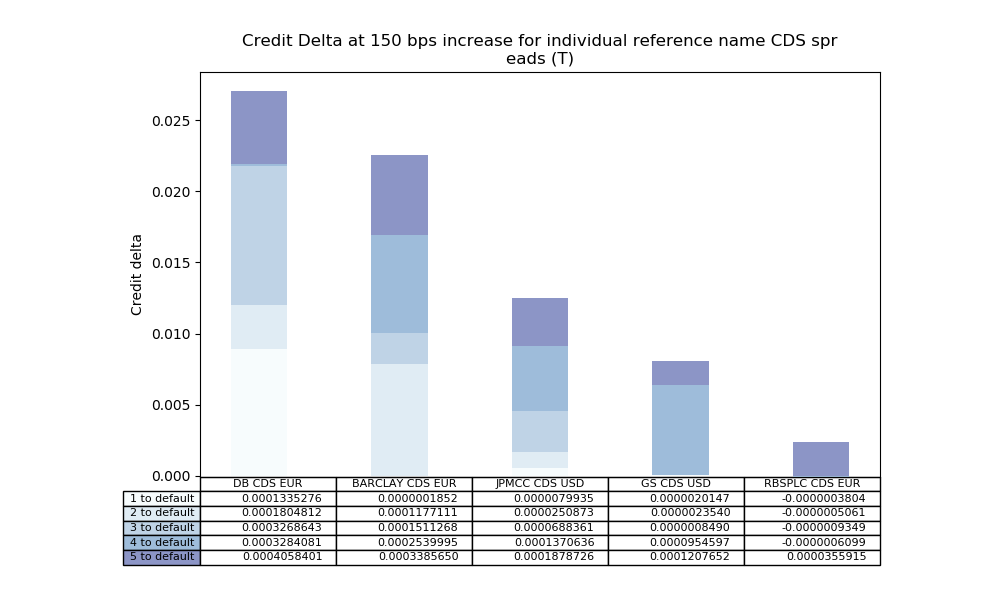 Credit Delta at 150 bps increase for individual reference name CDS spr
eads (T)
Credit delta
0.025
0.020
0.015
0.010
0.005
0.000
DB CDS EUR BARCLAY CDS EUR JPMCC CDS USD GS CDS USD RBSPLC CDS EUR
1 to default 0.0001335276 0.0000001852 0.0000079935 0.0000020147 -0.0000003804
2 to default 0.0001804812 0.0001177111 0.0000250873 0.0000023540 -0.0000005061
3 to default 0.0003268643 0.0001511268 0.0000688361 0.0000008490 -0.0000009349
4 to default 0.0003284081 0.0002539995 0.0001370636 0.0000954597 -0.0000006099
5 to default 0.0004058401 0.0003385650 0.0001878726 0.0001207652 0.0000355915